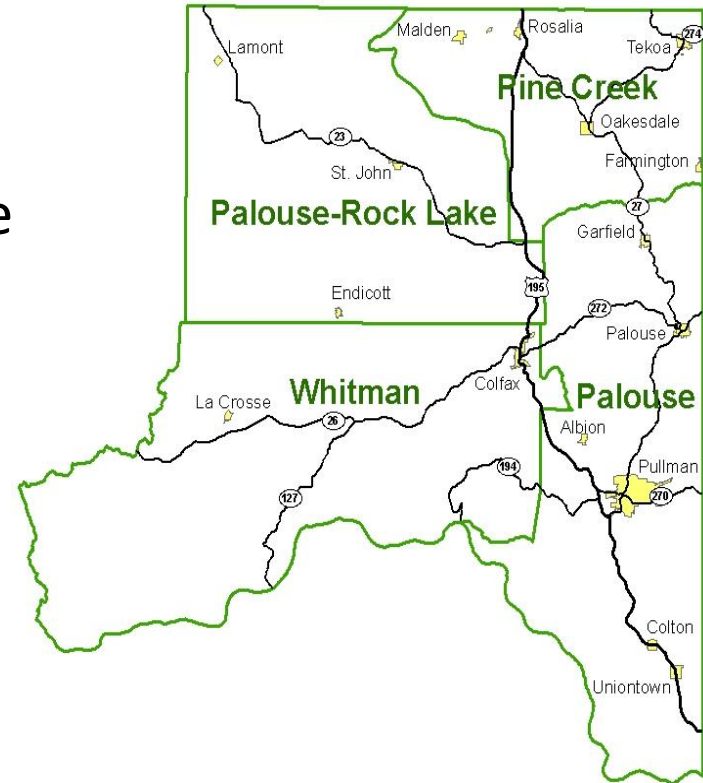 Malden
Rosalia
274
Lamont
Tekoa
Pine Creek
Oakesdale
23
Farmington
St. John
27
Palouse-Rock Lake
e
Garfield
195
Endicott
272
Palouse
Colfax
Whitman
Palouse
La Crosse
26
Albion
194
Pullman
127
270
Colton
Uniontown